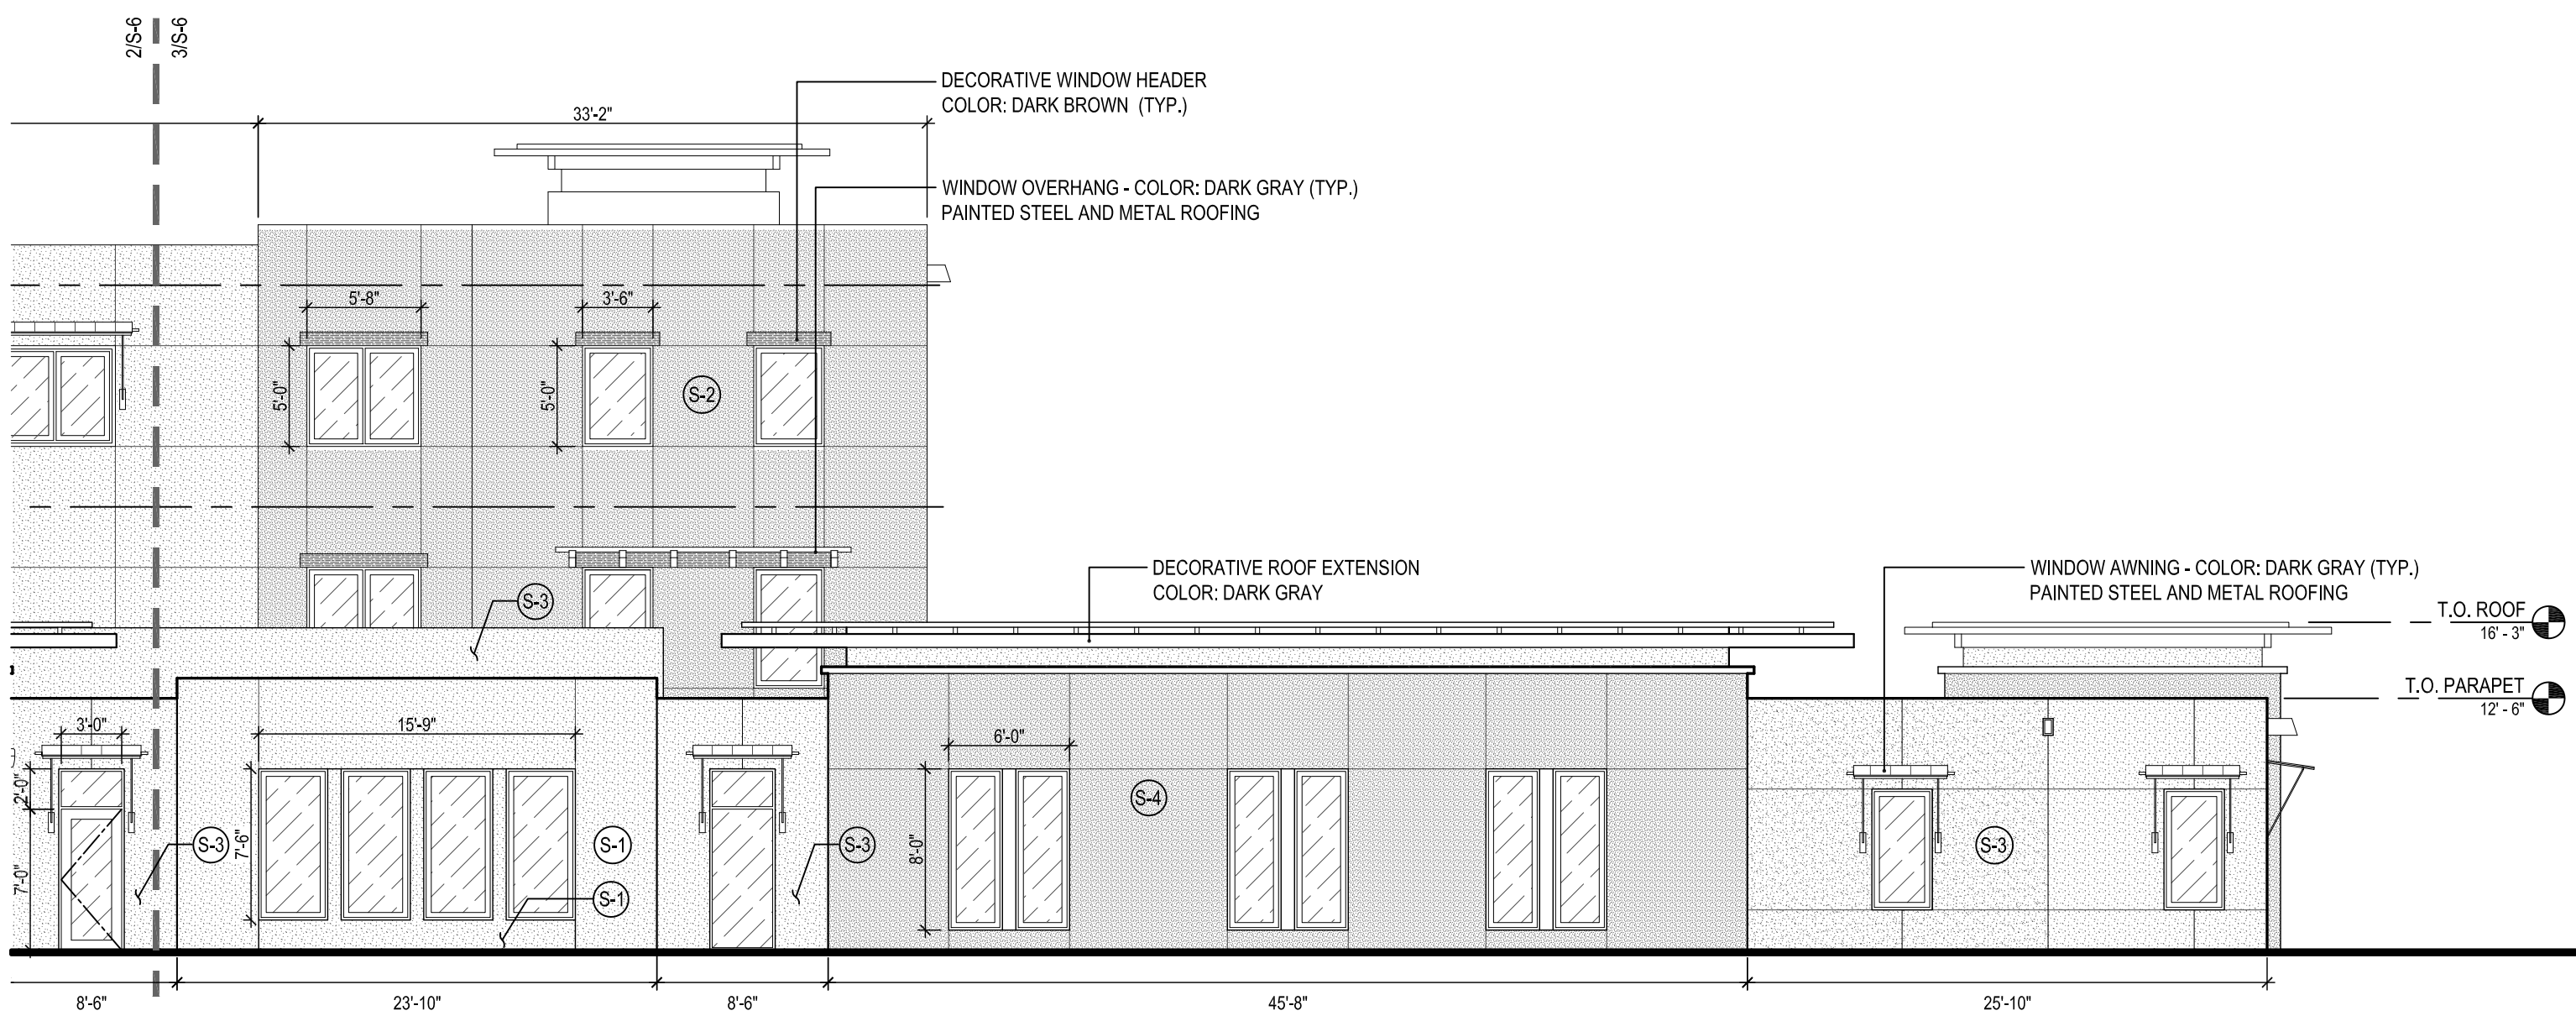 2/S-6
3/S-6
DECORATIVE WINDOW HEADER
COLOR: DARK BROWN (TYP.)
33'-2"
WINDOW OVERHANG - COLOR: DARK GRAY (TYP.)
PAINTED STEEL AND METAL ROOFING
5'-8"
3'-6"
5'-0"
5'-0"
S-2
S-3
DECORATIVE ROOF EXTENSION
COLOR: DARK GRAY
WINDOW AWNING - COLOR: DARK GRAY (TYP.)
PAINTED STEEL AND METAL ROOFING
T.O. ROOF
16' - 3"
T.O. PARAPET
12' - 6"
3'-0"
15'-9"
6'-0"
2'-0"
7'-0"
S-3
7'-6"
S-1
S-1
S-3
8'-0"
S-4
S-3
8'-6"
23'-10"
8'-6"
45'-8"
25'-10"